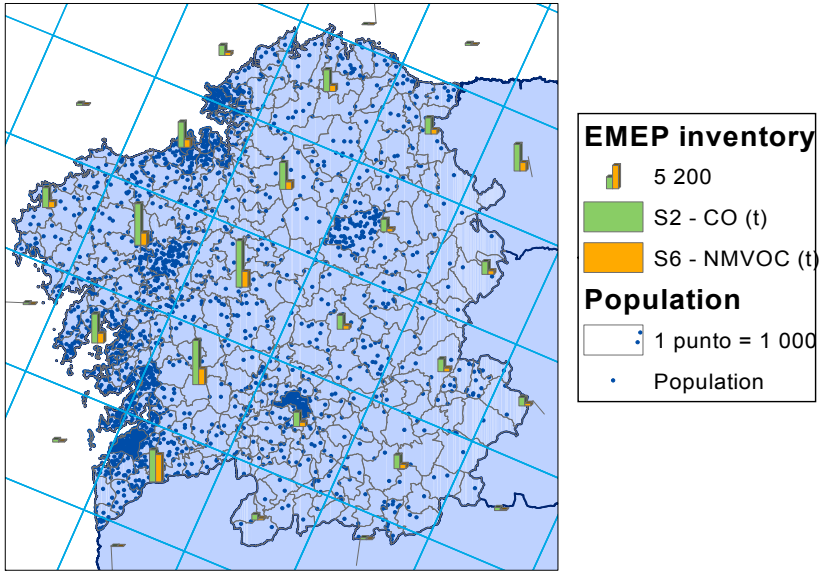 EMEP inventory
5 200
S2 - CO (t)
S6 - NMVOC (t)
Population
1 punto = 1 000
Population